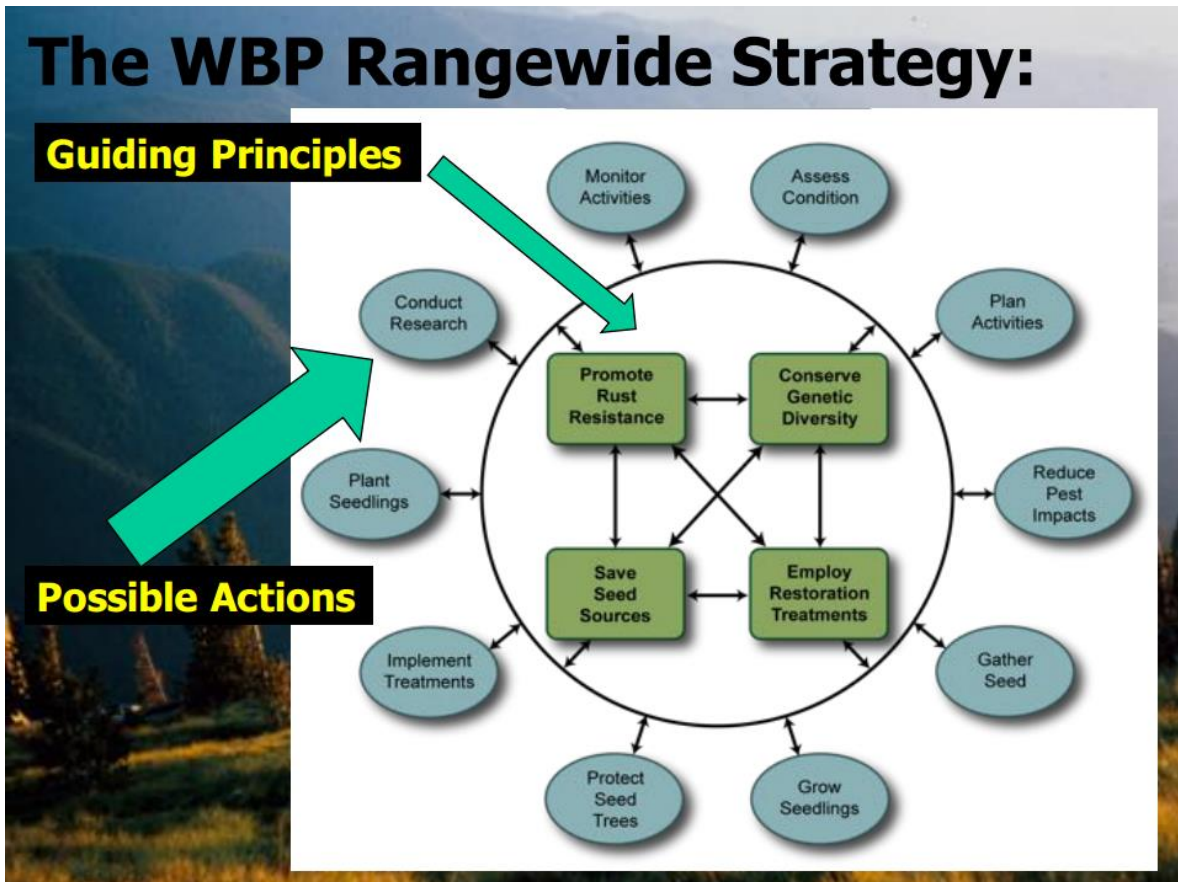 The WBP Rangewide Strategy:
Guiding Principles
Monitor
Activities
Assess
Condition
Conduct
Research
Plan
Activities
Promote
Rust
Resistance
Conserve
Genetic
Diversity
Plant
Seedlings
Reduce
Pest
Impacts
Save
Seed
Sources
Employ
Restoration
Treatments
Possible Actions
Implement
Treatments
Gather
Seed
Protect
Seed
Trees
Grow
Seedlings